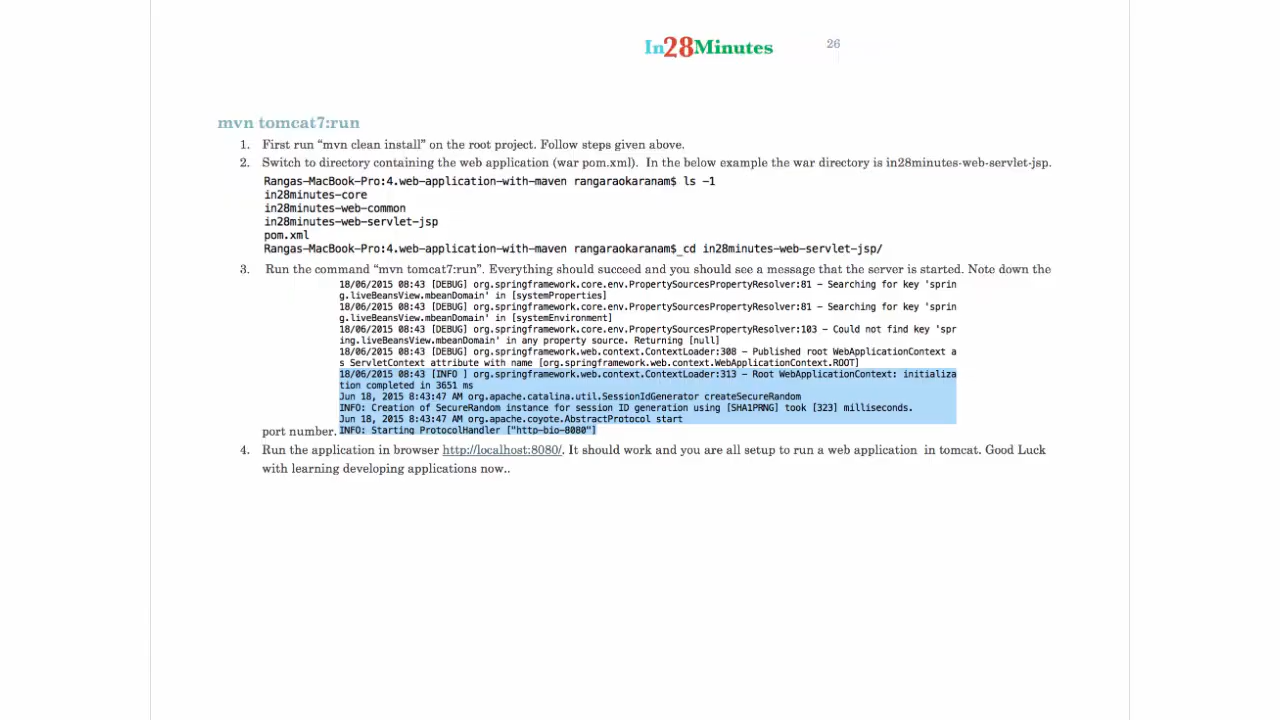 In28Minutes 26
mvn tomcat7:run
1. First run “mvn clean install” on the root project. Follow steps given above.
2. Switch to directory containing the web application (war pom.xml). In the below example the war directory is in28minutes-web-servlet-jsp.
Rangas-MacBook-Pro:4.web-application-with-maven rangaraokaranam$ ls -1
in28minutes-core
in28minutes-web-common
in28minutes-web-servlet-jsp
pom.xml
Rangas-MacBook-Pro:4.web-application-with-maven rangaraokaranam$ cd in28minutes-web-servlet-jsp/
3. Run the command “mvn tomcat7:run”. Everything should succeed and you should see a message that the server is started. Note down the
18/06/2015 08:43 [DEBUG] org.springframework.core.env.PropertySourcesPropertyResolver:81 – Searching for key 'sprin
g.liveBeansView.mbeanDomain' in [systemProperties]
18/06/2015 08:43 [DEBUG] org.springframework.core.env.PropertySourcesPropertyResolver:81 – Searching for key 'sprin
g.liveBeansView.mbeanDomain' in [systemEnvironment]
18/06/2015 08:43 [DEBUG] org.springframework.core.env.PropertySourcesPropertyResolver:103 – Could not find key 'spr
ing.liveBeansView.mbeanDomain' in any property source. Returning [null]
18/06/2015 08:43 [DEBUG] org.springframework.web.context.ContextLoader:308 – Published root WebApplicationContext a
s ServletContext attribute with name [org.springframework.web.context.WebApplicationContext.ROOT]
18/06/2015 08:43 [INFO ] org.springframework.web.context.ContextLoader:313 – Root WebApplicationContext: initializa
tion completed in 3651 ms
Jun 18, 2015 8:43:47 AM org.apache.catalina.util.SessionIdGenerator createSecureRandom
INFO: Creation of SecureRandom instance for session ID generation using [SHA1PRNG] took [323] milliseconds.
Jun 18, 2015 8:43:47 AM org.apache.coyote.AbstractProtocol start
port number. INFO: Starting ProtocolHandler ["http-bio-8080"]
4. Run the application in browser http://localhost:8080/. It should work and you are all setup to run a web application in tomcat. Good Luck
with learning developing applications now..